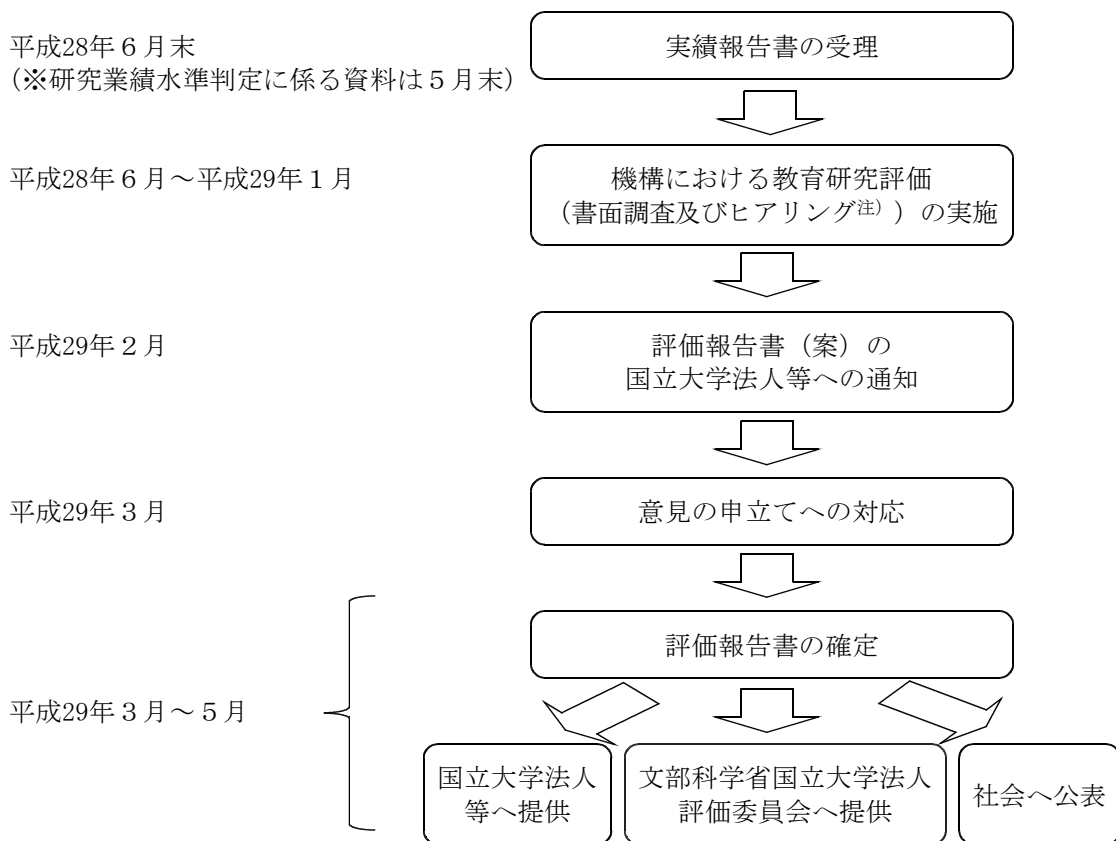 平成28年６月末
（※研究業績水準判定に係る資料は５月末）
実績報告書の受理
平成28年６月～平成29年１月
機構における教育研究評価
（書面調査及びヒアリング注））の実施
平成29年２月
評価報告書（案）の
国立大学法人等への通知
平成29年３月
意見の申立てへの対応
評価報告書の確定
平成29年３月～５月
国立大学法人
等へ提供
文部科学省国立大学法人
評価委員会へ提供
社会へ公表